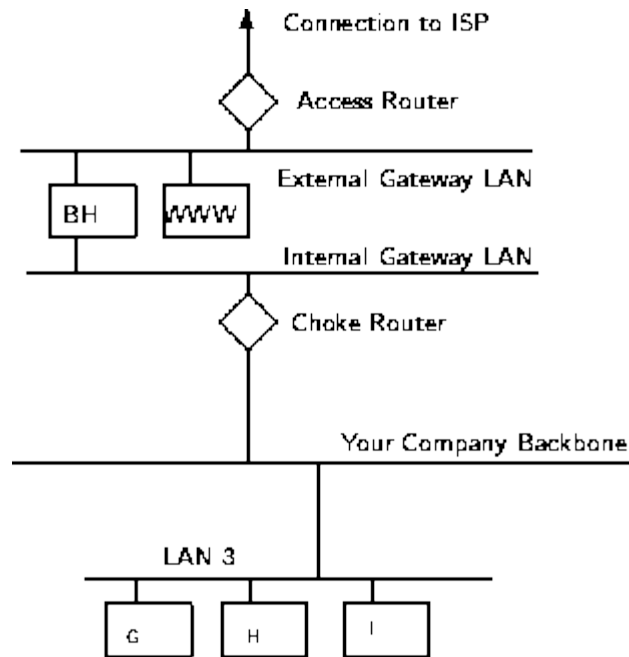 Connection to ISP
Access Router
External Gateway LAN
BH
WWW
Internal Gateway LAN
Choke Router
Your Company Backbone
LAN 3
G
H
I